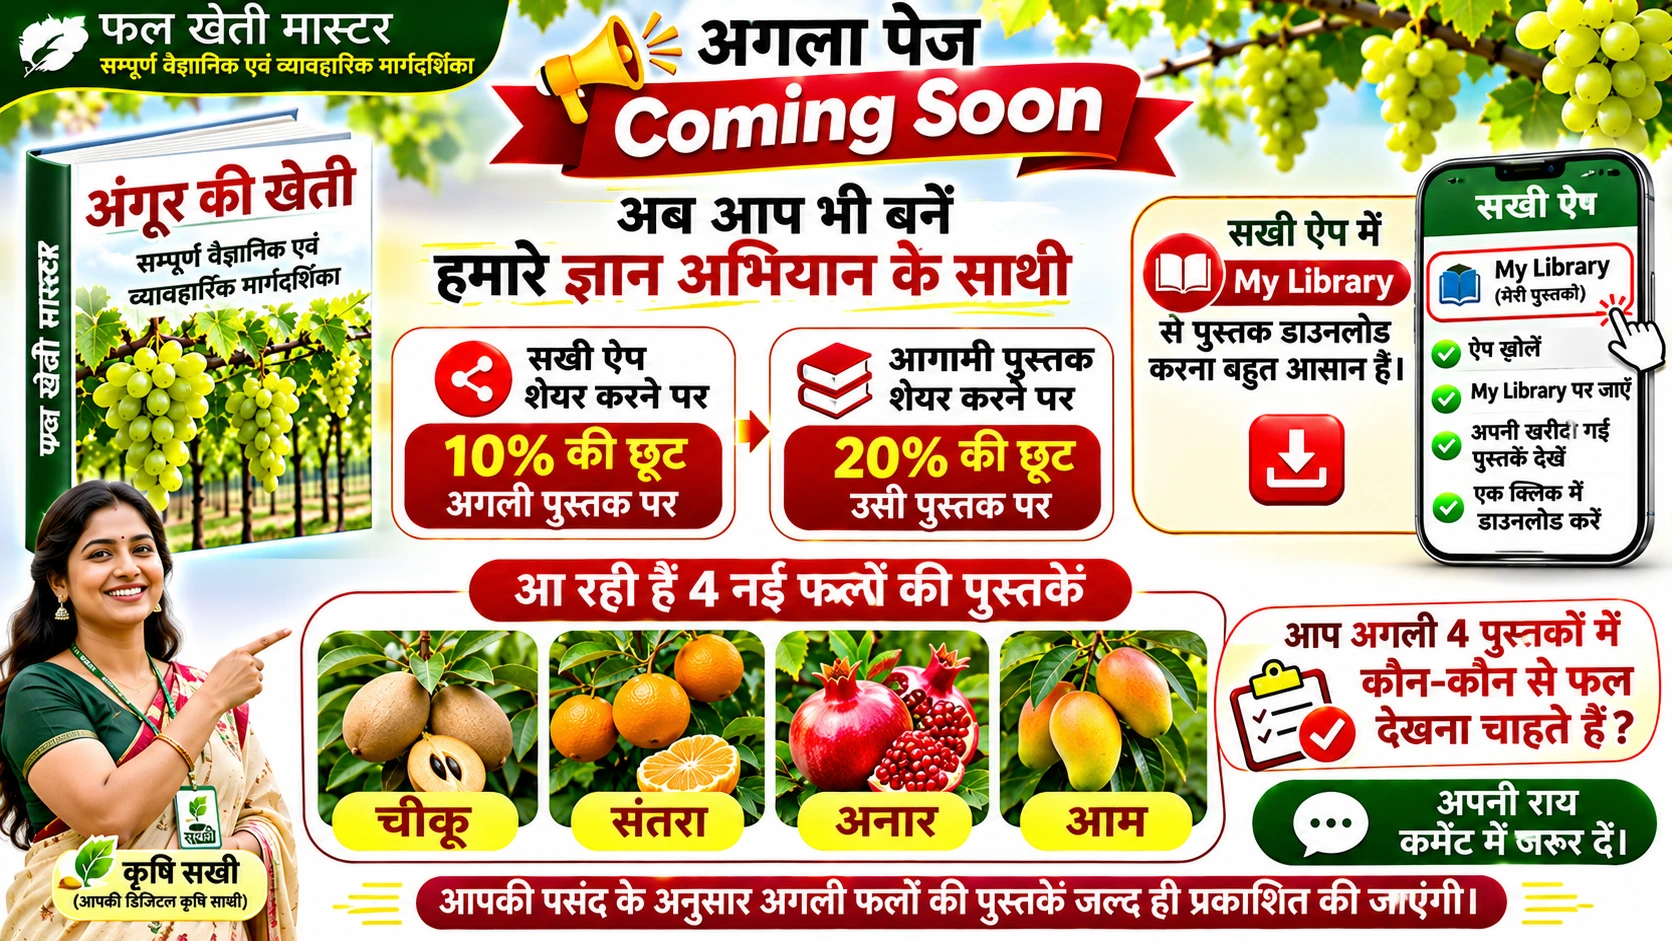 फल खेती मास्टर
सम्पूर्ण वैज्ञानिक एवं व्यावहारिक मार्गदर्शिका
अगला पेज
Coming Soon
अंगूर की खेती
सम्पूर्ण वैज्ञानिक एवं
व्यावहारिक मार्गदर्शिका
फल खेती मास्टर
अब आप भी बनें
हमारे ज्ञान अभियान के साथी
सखी ऐप
शेयर करने पर
10% की छूट
अगली पुस्तक पर
आगामी पुस्तक
शेयर करने पर
20% की छूट
उसी पुस्तक पर
सखी ऐप में
My Library
से पुस्तक डाउनलोड
करना बहुत आसान हैं।
सखी ऐप
My Library
(मेरी पुस्तको)
ऐप खोलें
My Library पर जाएँ
अपनी खरीदी गई
पुस्तकें देखें
एक क्लिक में
डाउनलोड करें
आ रही हैं 4 नई फलों की पुस्तकें
चीकू
संतरा
अनार
आम
आप अगली 4 पुस्तकों में
कौन-कौन से फल
देखना चाहते हैं?
अपनी राय
कमेंट में जरूर दें।
कृषि सखी
(आपकी डिजिटल कृषि साथी)
आपकी पसंद के अनुसार अगली फलों की पुस्तकें जल्द ही प्रकाशित की जाएंगी।